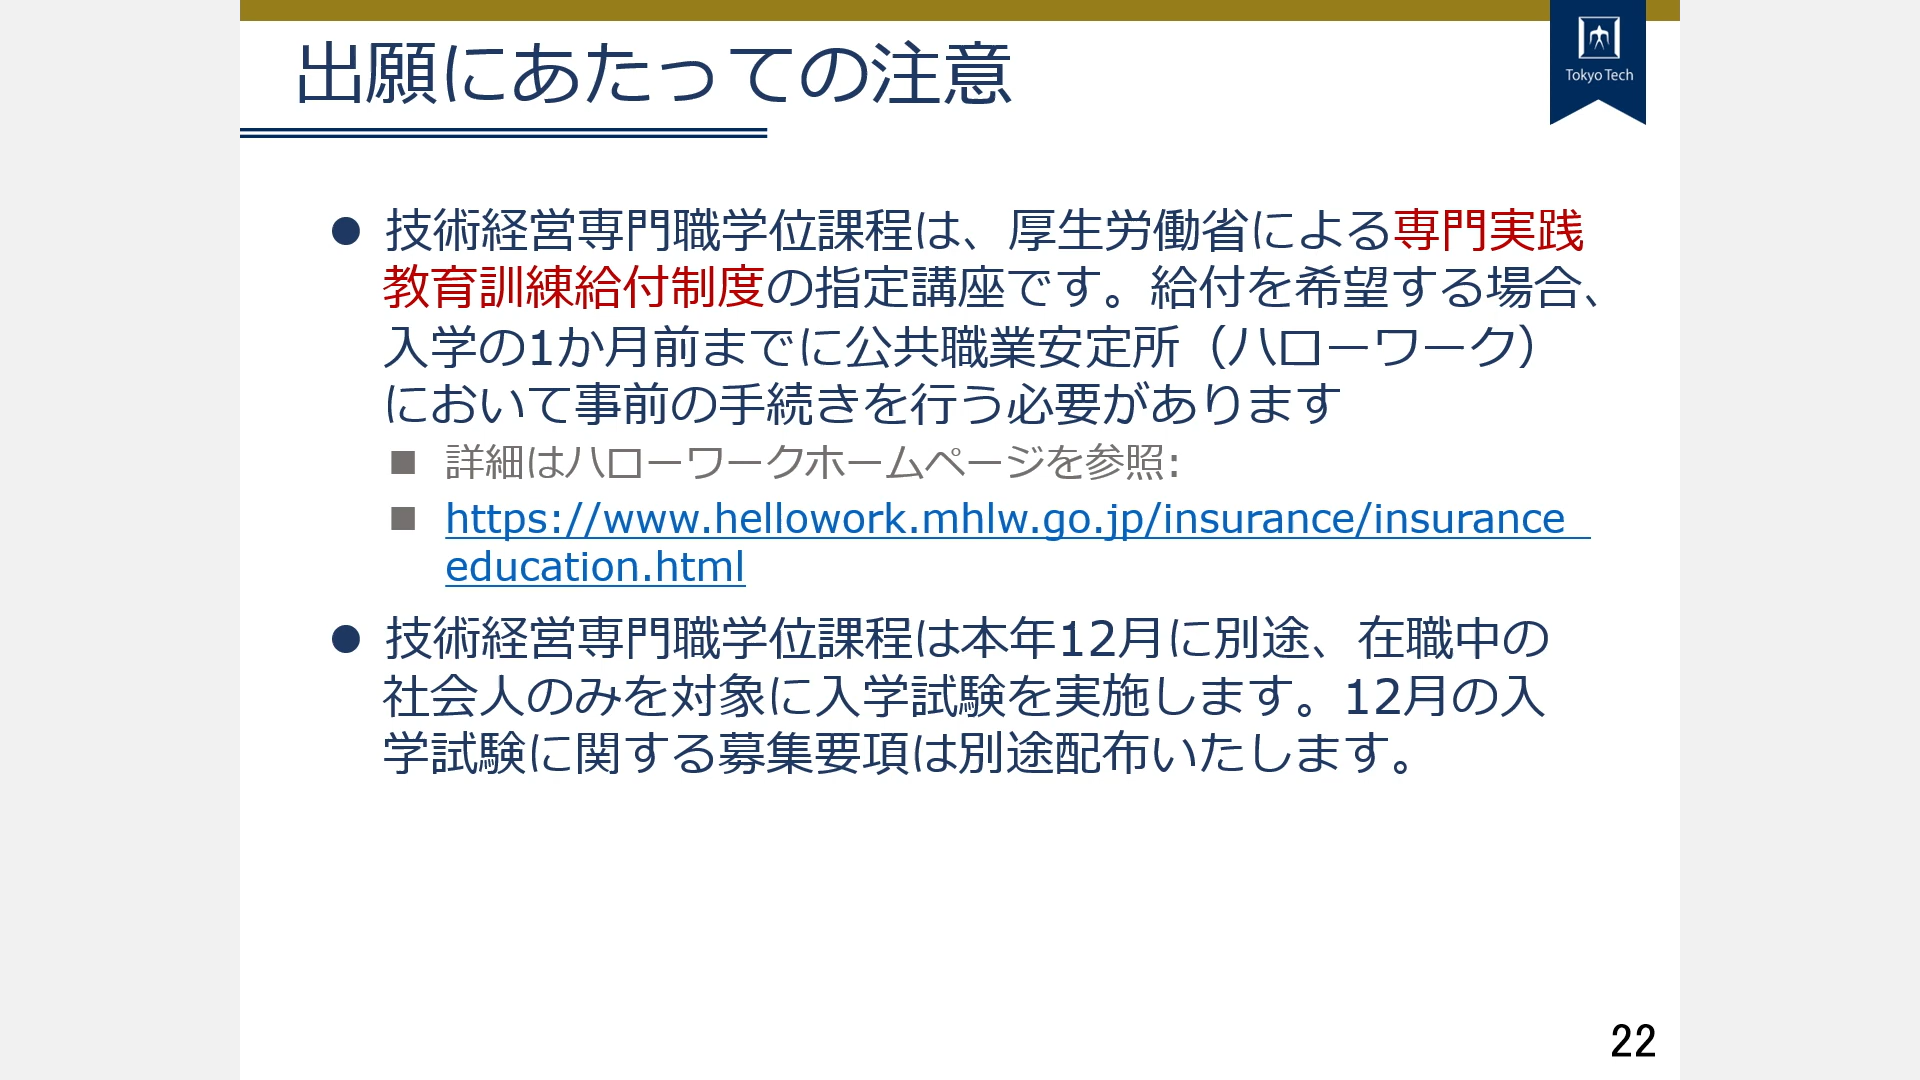 出願にあたっての注意
Tokyo Tech
● 技術経営専門職学位課程は、厚生労働省による専門実践
教育訓練給付制度の指定講座です。給付を希望する場合、
入学の1か月前までに公共職業安定所（ハローワーク）
において事前の手続きを行う必要があります
■ 詳細はハローワークホームページを参照:
■ https://www.hellowork.mhlw.go.jp/insurance/insurance_
education.html
● 技術経営専門職学位課程は本年12月に別途、在職中の
社会人のみを対象に入学試験を実施します。12月の入
学試験に関する募集要項は別途配布いたします。
22